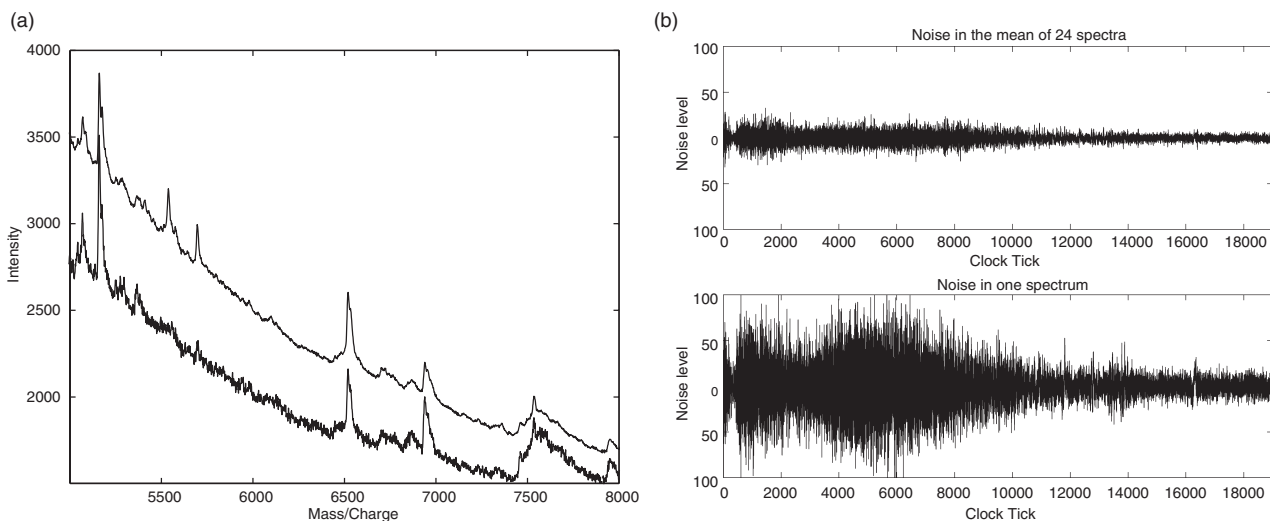 (a)
4000
3500
3000
2500
2000
Intensity
5500 6000 6500 7000 7500 8000
Mass/Charge
(b)
Noise in the mean of 24 spectra
100
50
0
50
100
Noise level
0 2000 4000 6000 8000 10000 12000 14000 16000 18000
Clock Tick
Noise in one spectrum
100
50
0
50
100
Noise level
0 2000 4000 6000 8000 10000 12000 14000 16000 18000
Clock Tick